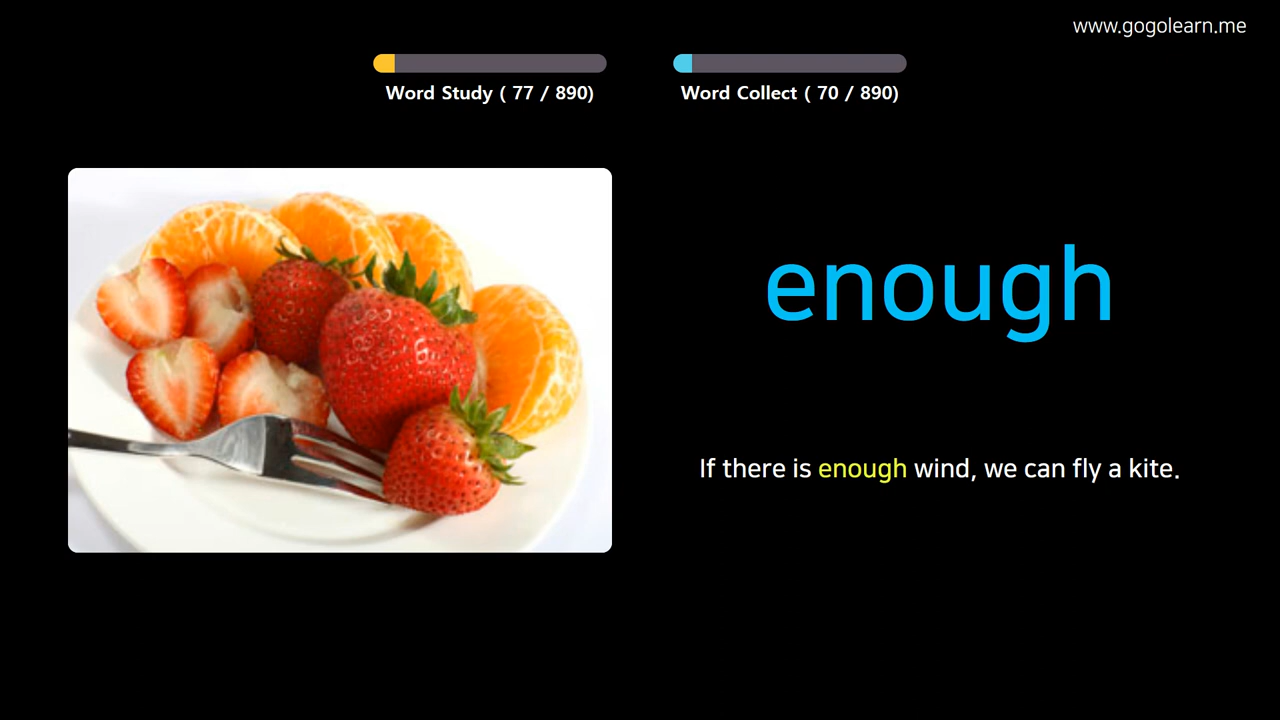 www.gogolearn.me
Word Study ( 77 / 890)
Word Collect ( 70 / 890)
enough
If there is enough wind, we can fly a kite.